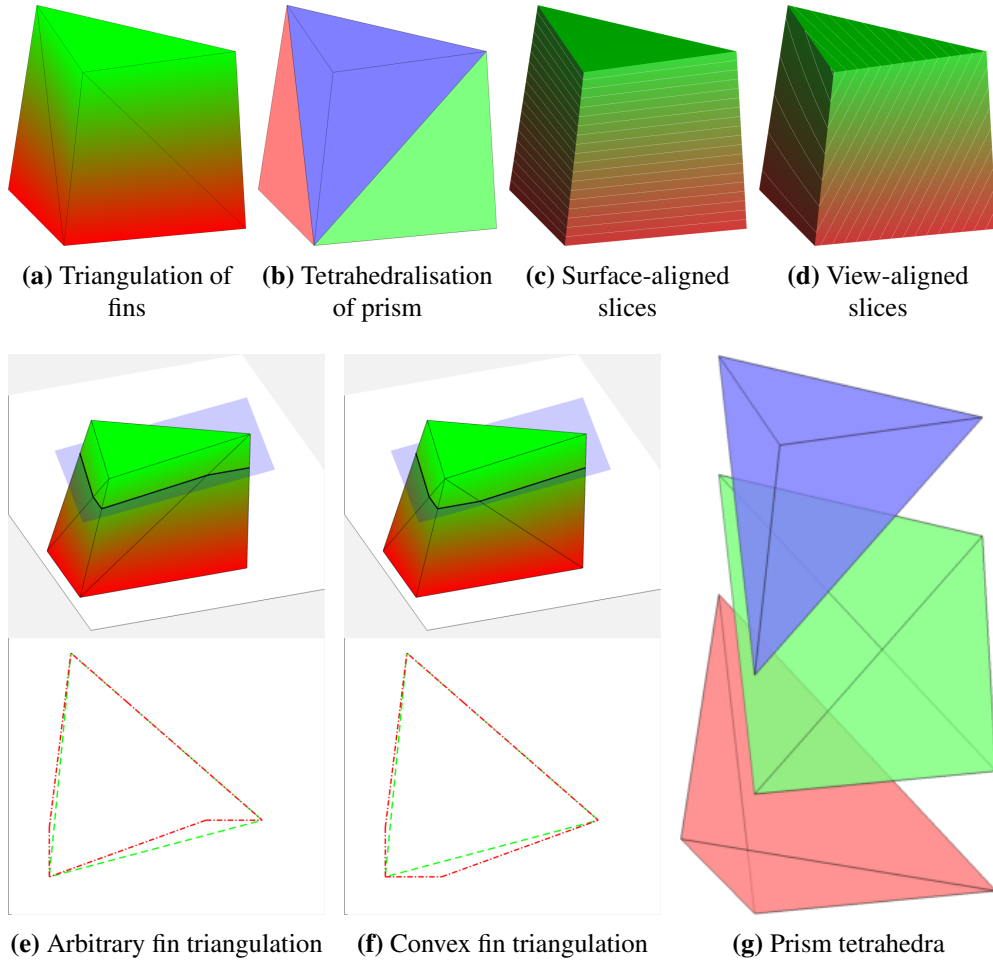 (a) Triangulation of
fins
(b) Tetrahedralisation
of prism
(c) Surface-aligned
slices
(d) View-aligned
slices
(e) Arbitrary fin triangulation
(f) Convex fin triangulation
(g) Prism tetrahedra